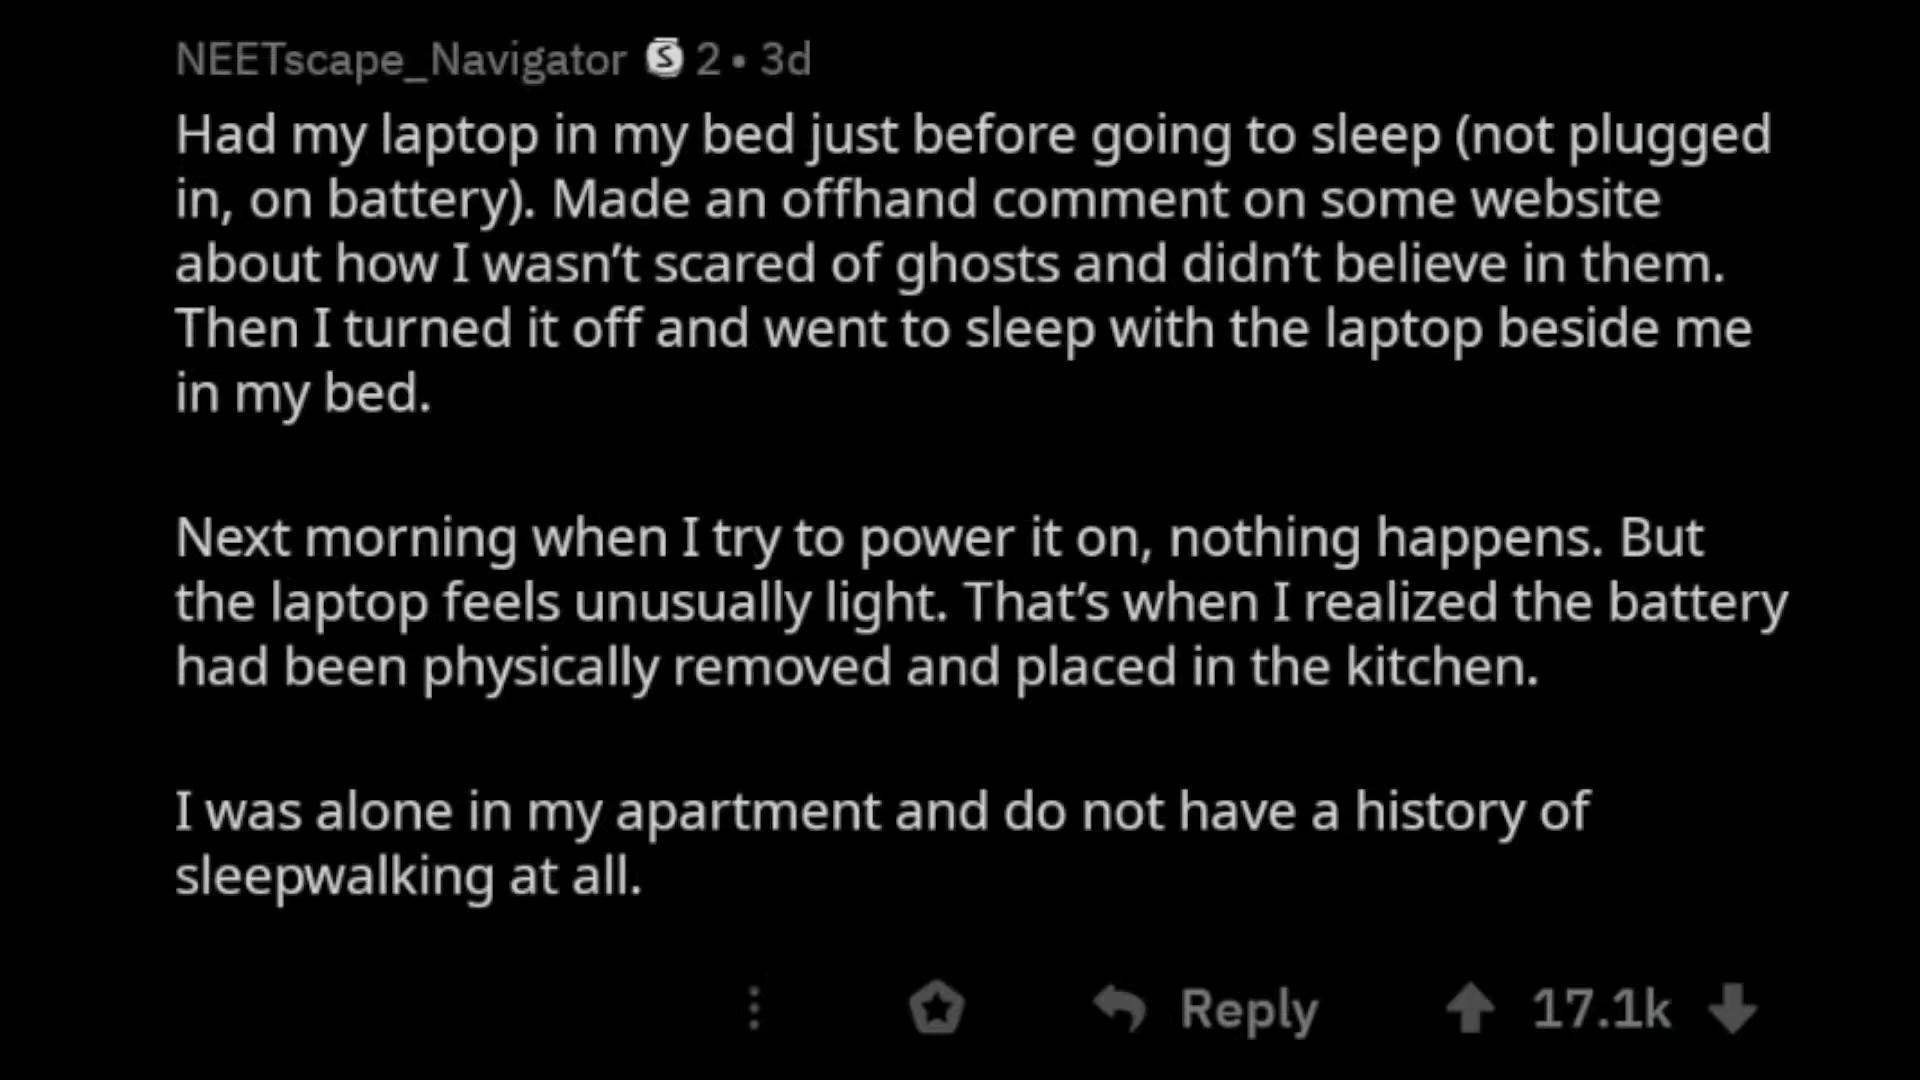 NEETscape_Navigator S 2 • 3d
Had my laptop in my bed just before going to sleep (not plugged
in, on battery). Made an offhand comment on some website
about how I wasn’t scared of ghosts and didn’t believe in them.
Then I turned it off and went to sleep with the laptop beside me
in my bed.
Next morning when I try to power it on, nothing happens. But
the laptop feels unusually light. That’s when I realized the battery
had been physically removed and placed in the kitchen.
I was alone in my apartment and do not have a history of
sleepwalking at all.
Reply 17.1k